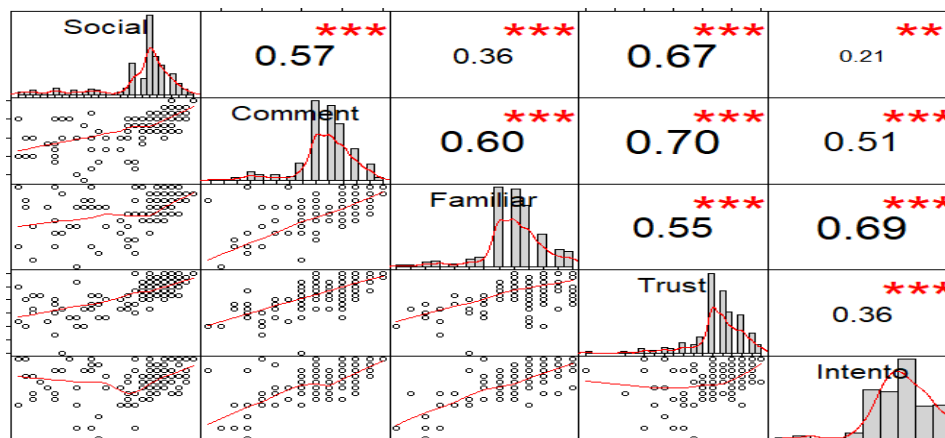 Social
0.57 ***
0.36 ***
0.67 ***
0.21 **
Comment
0.60 ***
0.70 ***
0.51 ***
Familiar
0.55 ***
0.69 ***
Trust
0.36 ***
Intento